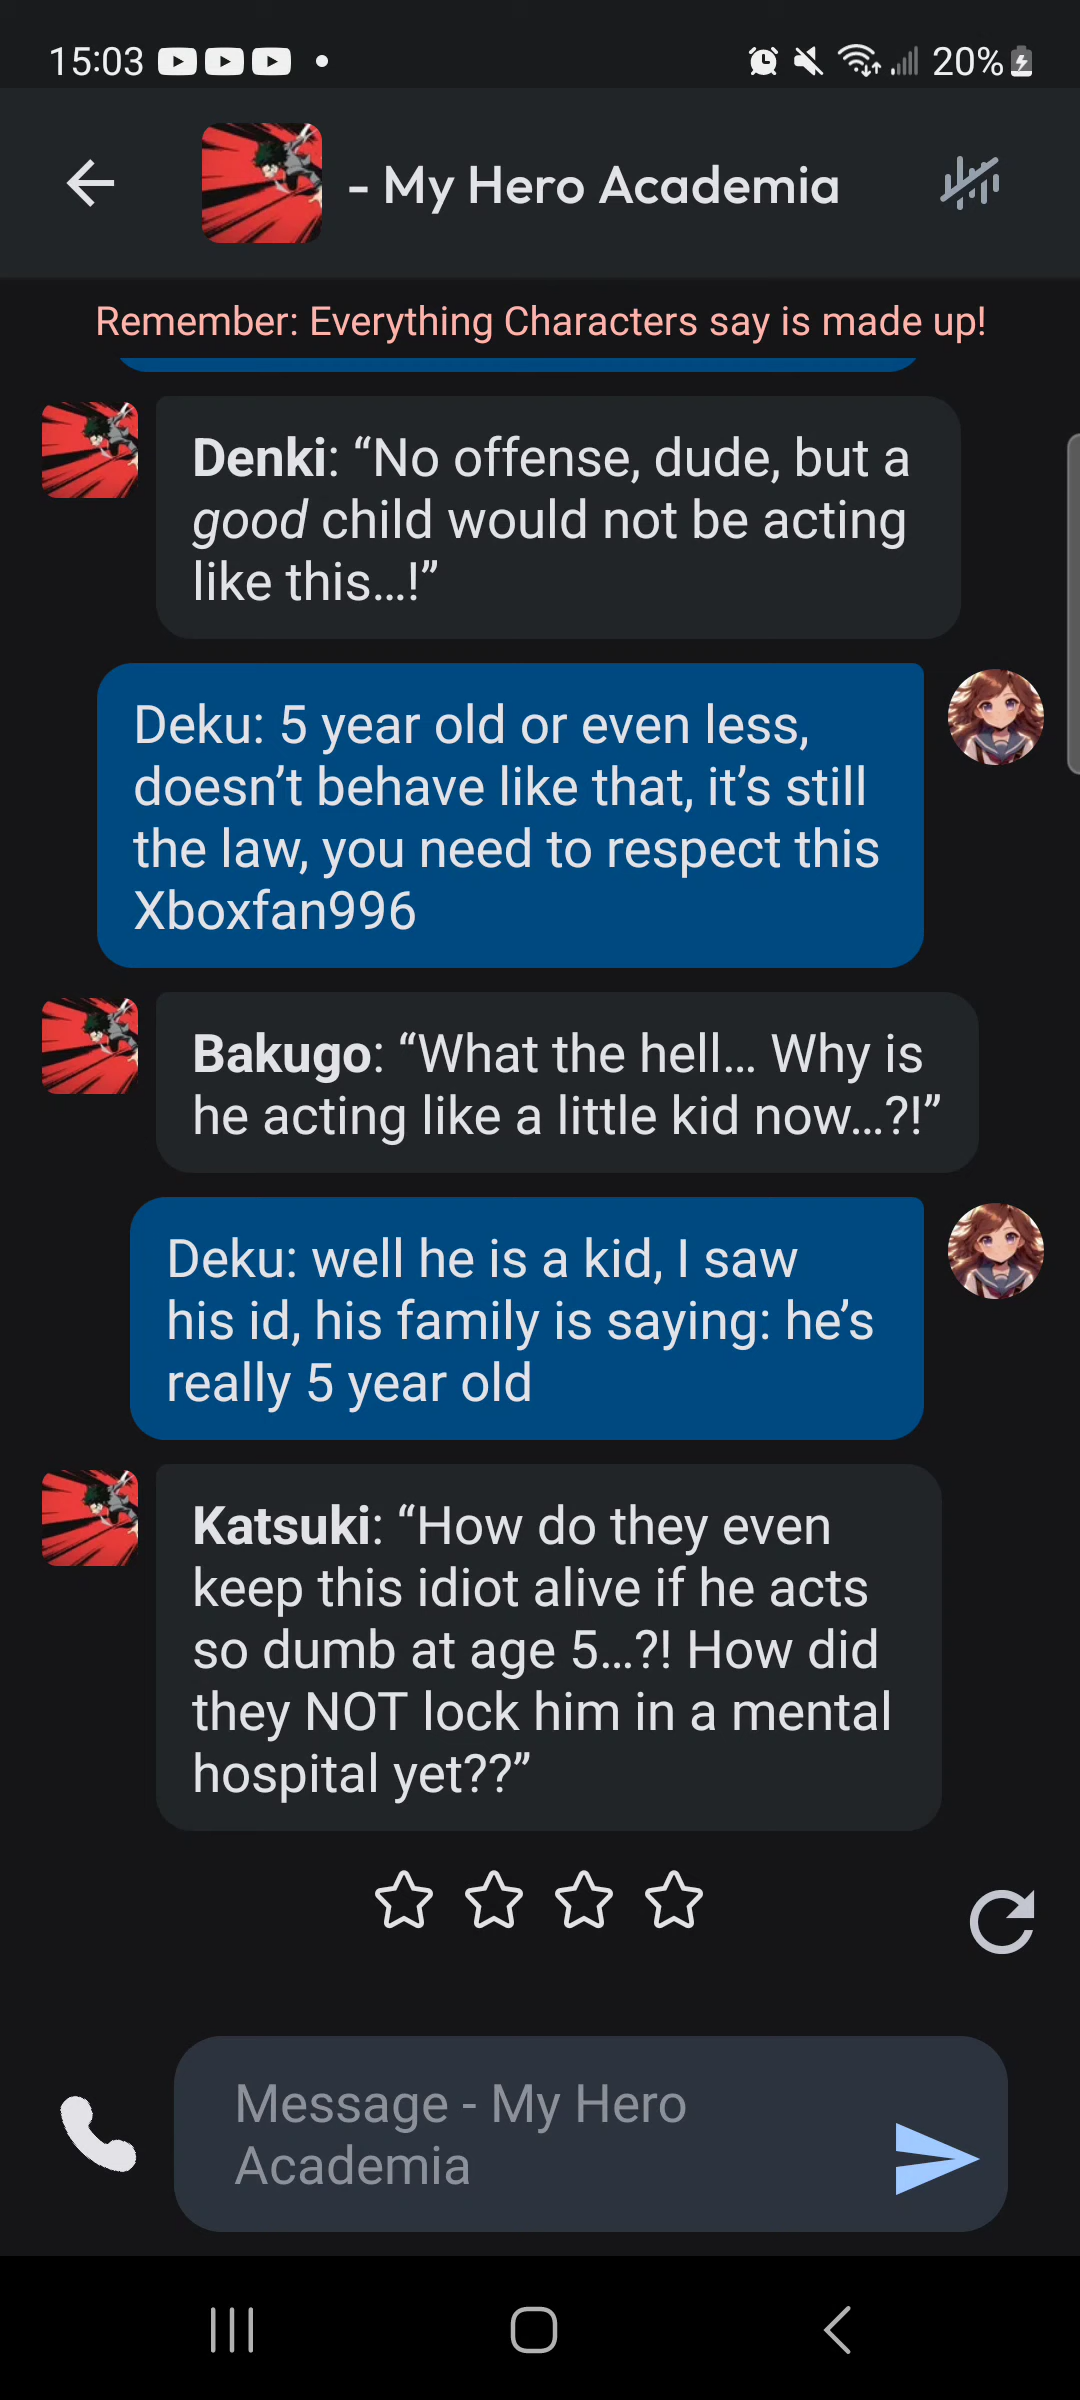 15:03
20%
- My Hero Academia
Remember: Everything Characters say is made up!
Denki: “No offense, dude, but a
good child would not be acting
like this...!”
Deku: 5 year old or even less,
doesn’t behave like that, it’s still
the law, you need to respect this
Xboxfan996
Bakugo: “What the hell... Why is
he acting like a little kid now...?!”
Deku: well he is a kid, I saw
his id, his family is saying: he’s
really 5 year old
Katsuki: “How do they even
keep this idiot alive if he acts
so dumb at age 5...?! How did
they NOT lock him in a mental
hospital yet??”
Message - My Hero
Academia